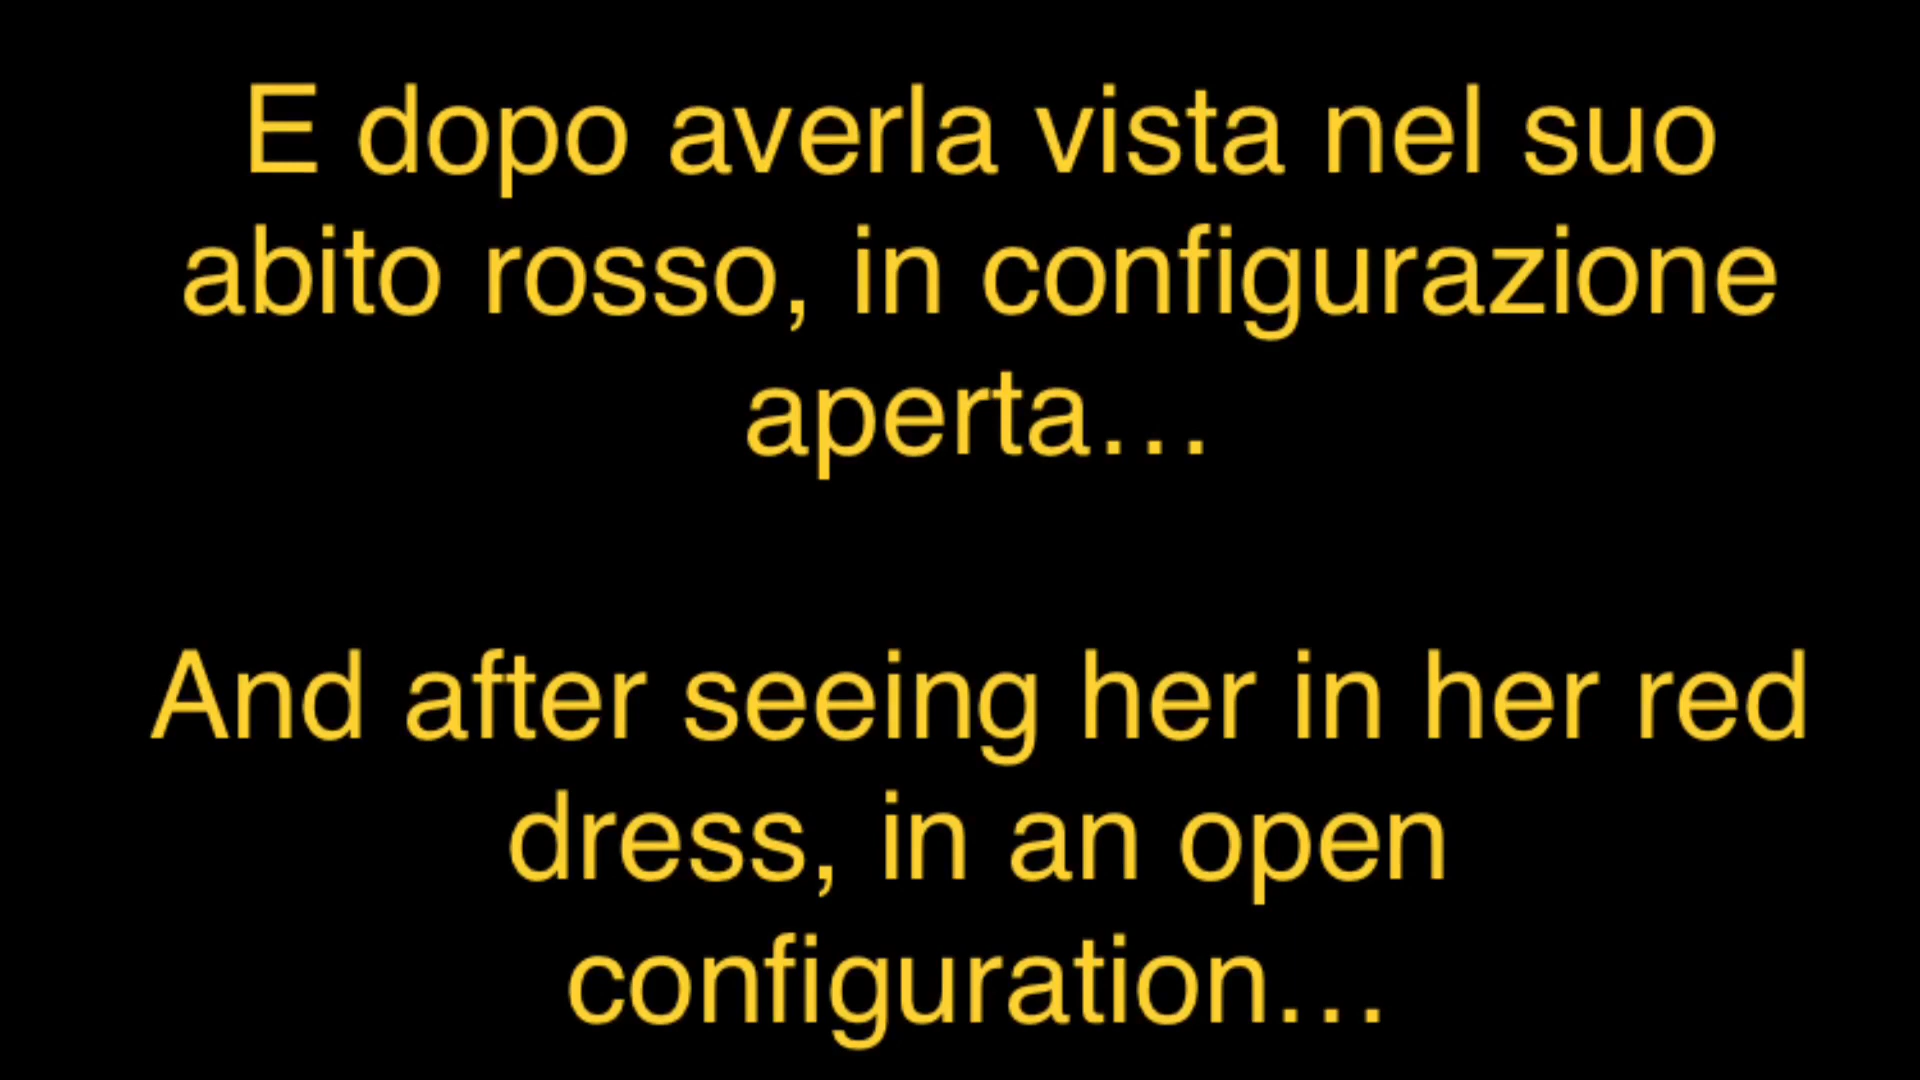 E dopo averla vista nel suo
abito rosso, in configurazione
aperta…
And after seeing her in her red
dress, in an open
configuration…